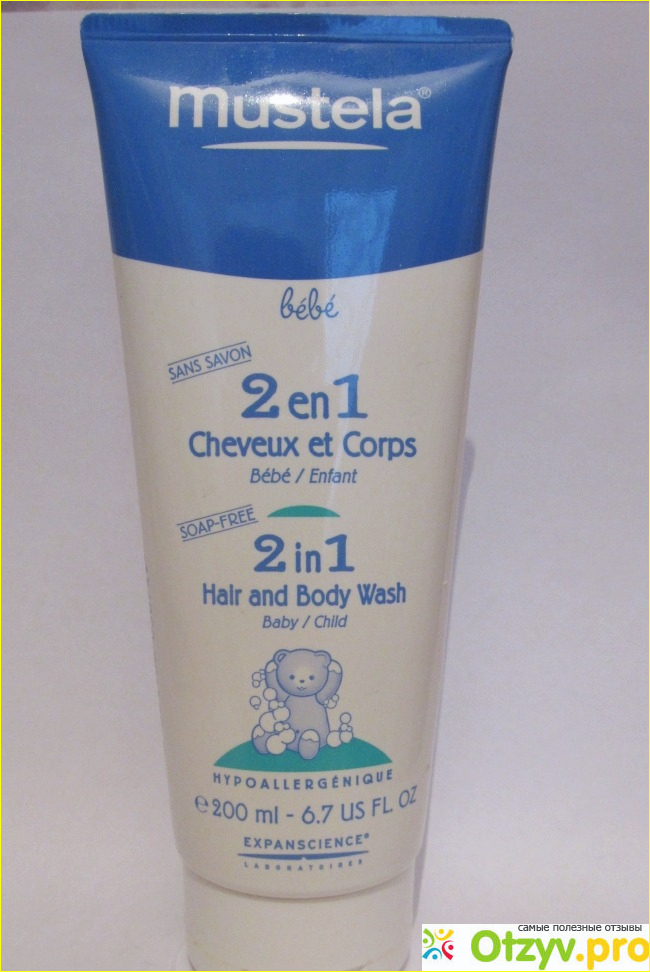 mustela®
bébé
SANS SAVON
2 en 1
Cheveux et Corps
Bébé / Enfant
SOAP-FREE
2 in 1
Hair and Body Wash
Baby / Child
HYPOALLERGÉNIQUE
℮ 200 ml - 6.7 US FL. OZ
EXPANSCIENCE®
LABORATOIRES
самые полезные отзывы
Otzyv.pro